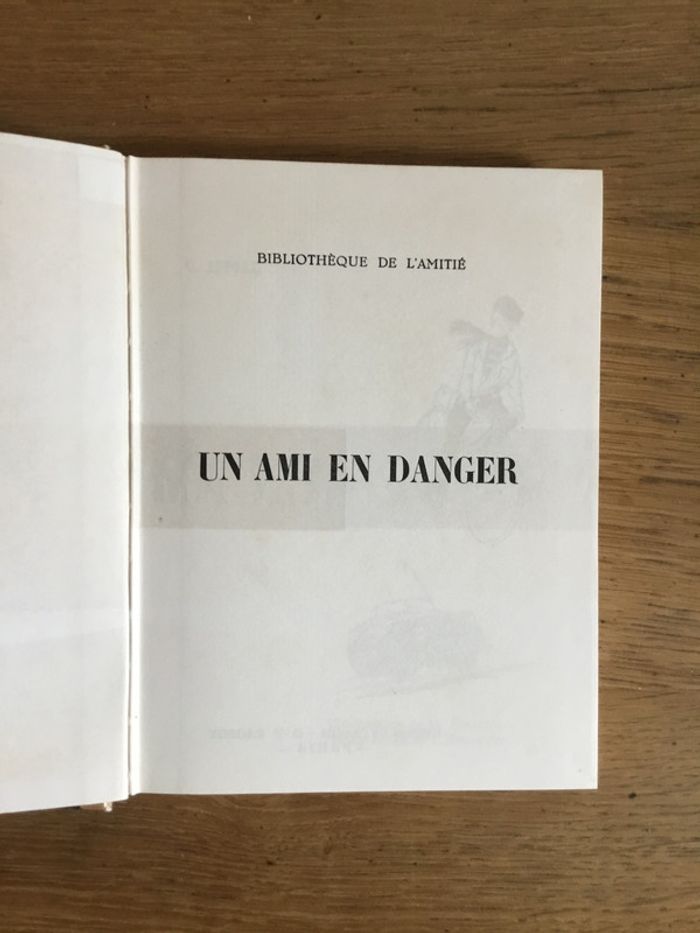 BIBLIOTHÈQUE DE L'AMITIÉ
UN AMI EN DANGER